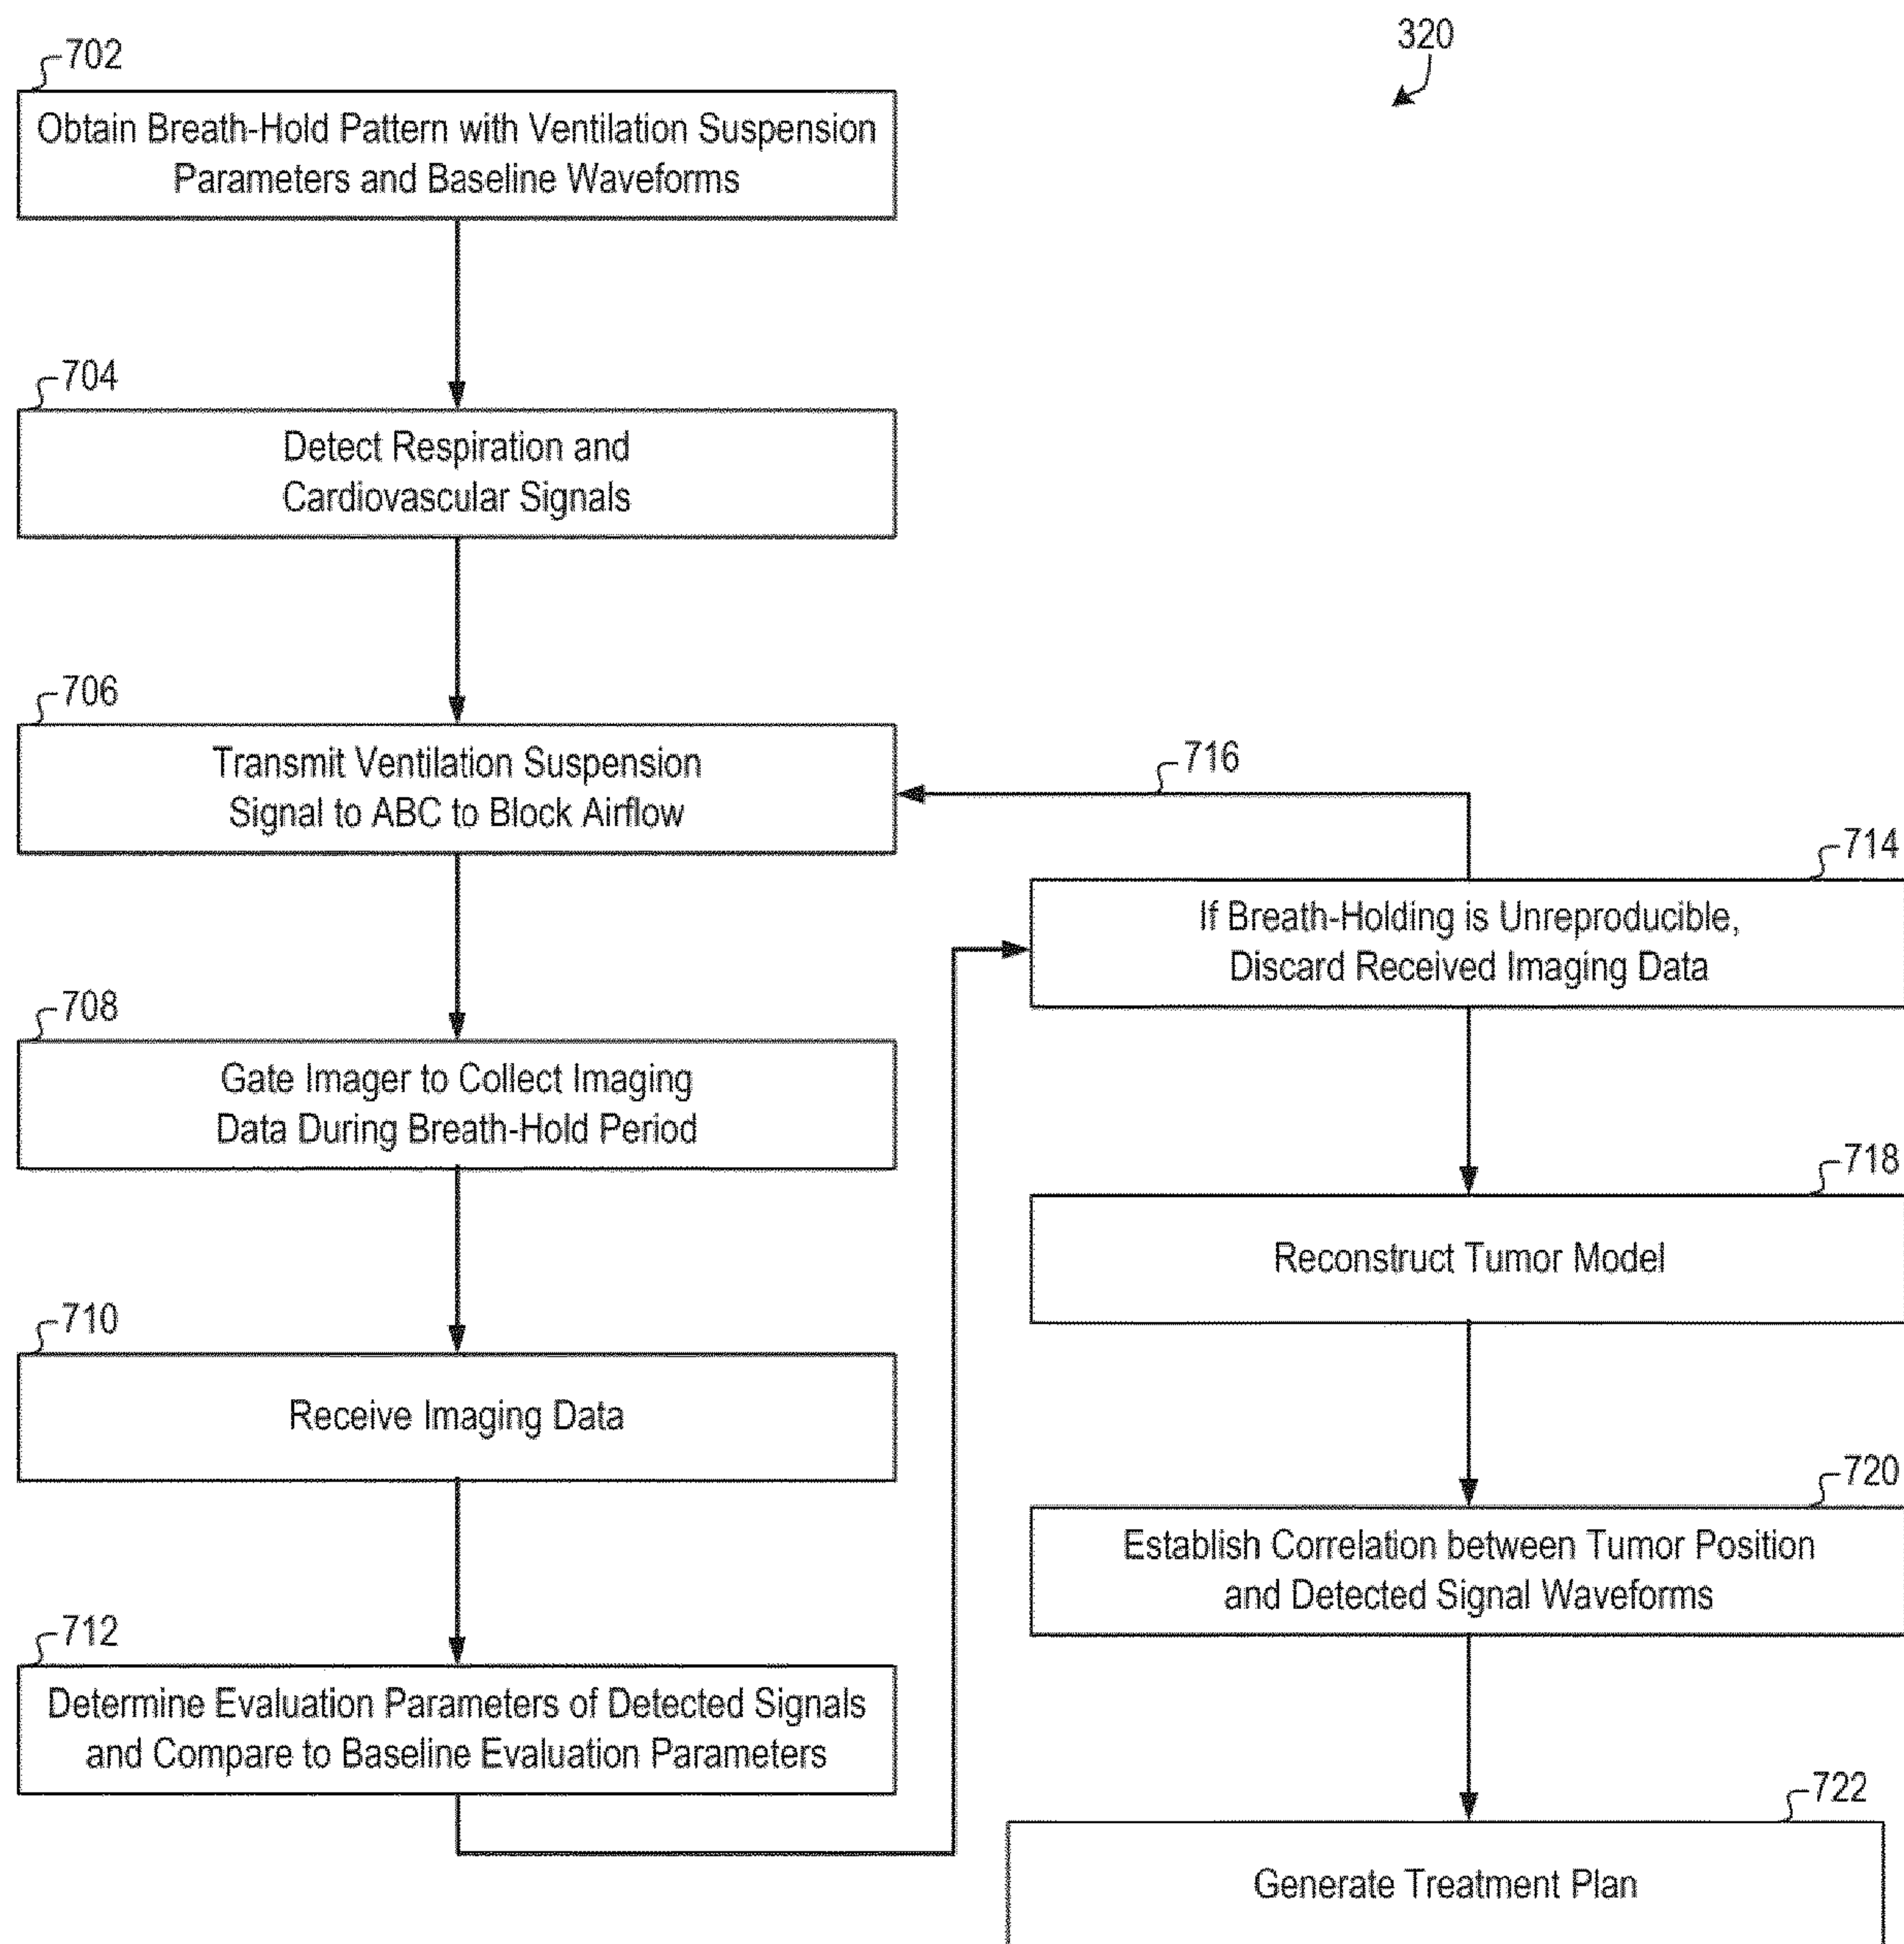 320
702
Obtain Breath-Hold Pattern with Ventilation Suspension
Parameters and Baseline Waveforms
704
Detect Respiration and
Cardiovascular Signals
706
Transmit Ventilation Suspension
Signal to ABC to Block Airflow
708
Gate Imager to Collect Imaging
Data During Breath-Hold Period
710
Receive Imaging Data
712
Determine Evaluation Parameters of Detected Signals
and Compare to Baseline Evaluation Parameters
716
714
If Breath-Holding is Unreproducible,
Discard Received Imaging Data
718
Reconstruct Tumor Model
720
Establish Correlation between Tumor Position
and Detected Signal Waveforms
722
Generate Treatment Plan